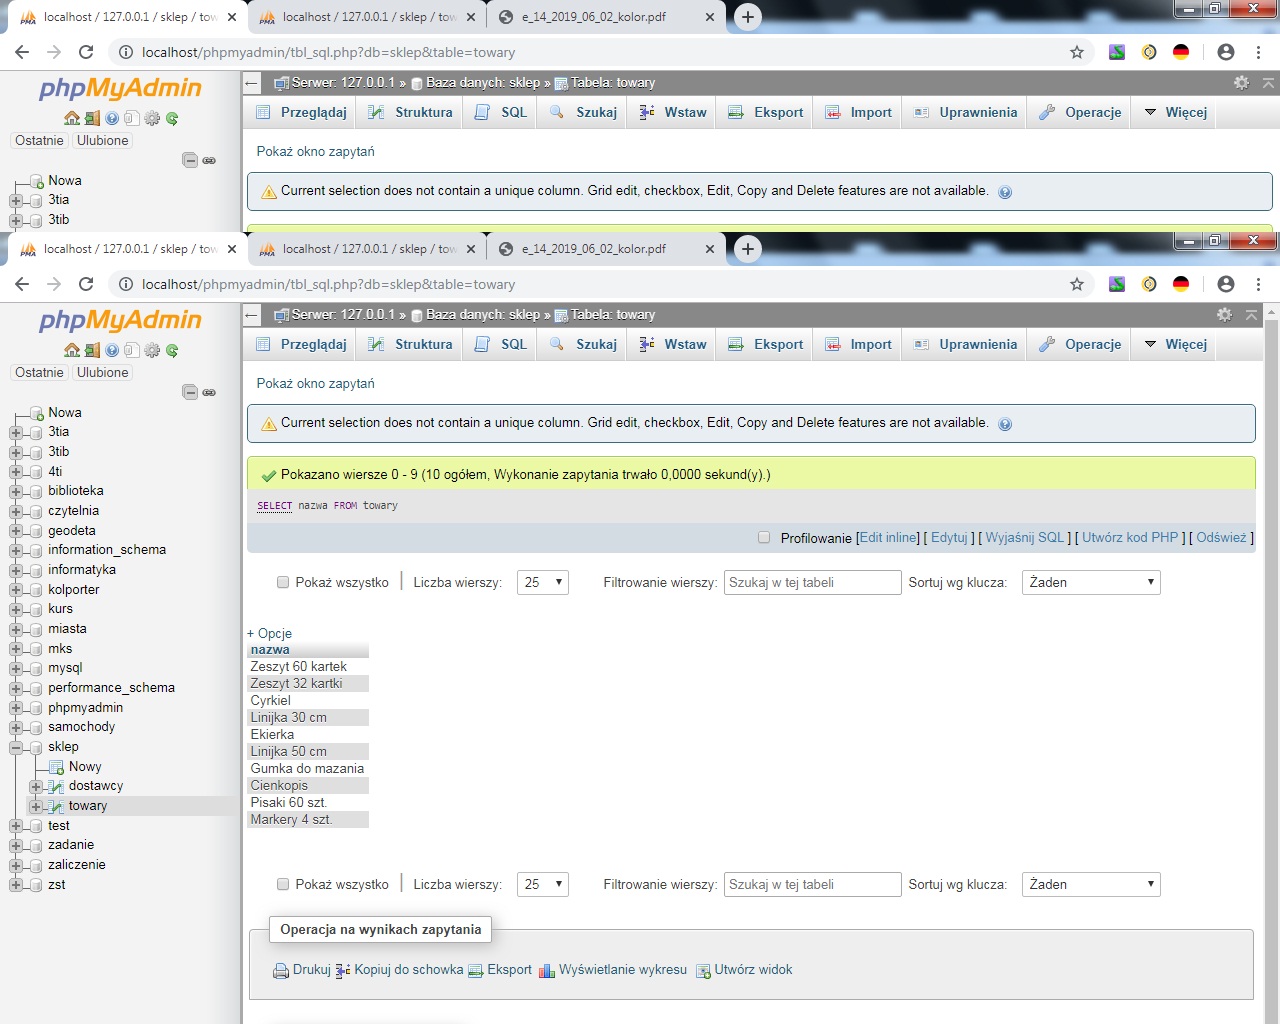 localhost / 127.0.0.1 / sklep / tow
localhost / 127.0.0.1 / sklep / tow
e_14_2019_06_02_kolor.pdf
localhost/phpmyadmin/tbl_sql.php?db=sklep&table=towary
phpMyAdmin
Ostatnie Ulubione
Nowa
3tia
3tib
Serwer: 127.0.0.1 » Baza danych: sklep » Tabela: towary
Przeglądaj Struktura SQL Szukaj Wstaw Eksport Import Uprawnienia Operacje Więcej
Pokaż okno zapytań
Current selection does not contain a unique column. Grid edit, checkbox, Edit, Copy and Delete features are not available.
localhost / 127.0.0.1 / sklep / tow
localhost / 127.0.0.1 / sklep / tow
e_14_2019_06_02_kolor.pdf
localhost/phpmyadmin/tbl_sql.php?db=sklep&table=towary
phpMyAdmin
Ostatnie Ulubione
Nowa
3tia
3tib
4ti
biblioteka
czytelnia
geodeta
information_schema
informatyka
kolporter
kurs
miasta
mks
mysql
performance_schema
phpmyadmin
samochody
sklep
Nowy
dostawcy
towary
test
zadanie
zaliczenie
zst
Serwer: 127.0.0.1 » Baza danych: sklep » Tabela: towary
Przeglądaj Struktura SQL Szukaj Wstaw Eksport Import Uprawnienia Operacje Więcej
Pokaż okno zapytań
Current selection does not contain a unique column. Grid edit, checkbox, Edit, Copy and Delete features are not available.
Pokazano wiersze 0 - 9 (10 ogółem, Wykonanie zapytania trwało 0,0000 sekund(y).)
SELECT nazwa FROM towary
Profilowanie [Edit inline] [ Edytuj ] [ Wyjaśnij SQL ] [ Utwórz kod PHP ] [ Odśwież ]
Pokaż wszystko | Liczba wierszy: 25 Filtrowanie wierszy: Szukaj w tej tabeli Sortuj wg klucza: Żaden
+ Opcje
nazwa
Zeszyt 60 kartek
Zeszyt 32 kartki
Cyrkiel
Linijka 30 cm
Ekierka
Linijka 50 cm
Gumka do mazania
Cienkopis
Pisaki 60 szt.
Markery 4 szt.
Pokaż wszystko | Liczba wierszy: 25 Filtrowanie wierszy: Szukaj w tej tabeli Sortuj wg klucza: Żaden
Operacja na wynikach zapytania
Drukuj Kopiuj do schowka Eksport Wyświetlanie wykresu Utwórz widok